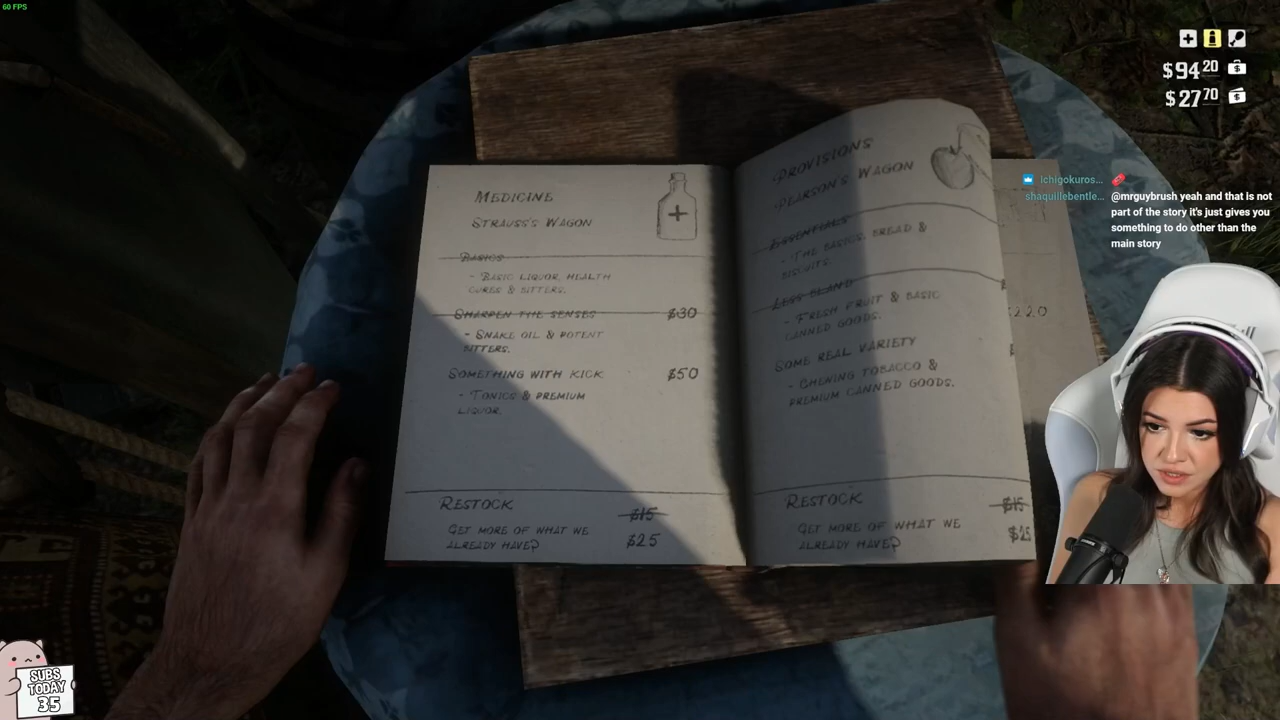 60 FPS
$94 20
$27 70
MEDICINE
STRAUSS'S WAGON
BASICS
- BASIC LIQUOR, HEALTH
CURES & BITTERS.
SHARPEN THE SENSES $30
- SNAKE OIL & POTENT
BITTERS.
SOMETHING WITH KICK $50
- TONICS & PREMIUM
LIQUOR.
RESTOCK $15
GET MORE OF WHAT WE
ALREADY HAVE? $25
PROVISIONS
PEARSON'S WAGON
ESSENTIALS
- THE BASICS, BREAD &
BISCUITS.
LESS BLAND
- FRESH FRUIT & BASIC
CANNED GOODS.
SOME REAL VARIETY
- CHEWING TOBACCO &
PREMIUM CANNED GOODS.
RESTOCK $15
GET MORE OF WHAT WE
ALREADY HAVE? $25
$220
Ichigokuros...
shaquillebentle... @mrguybrush yeah and that is not
part of the story it's just gives you
something to do other than the
main story
SUBS
TODAY
35